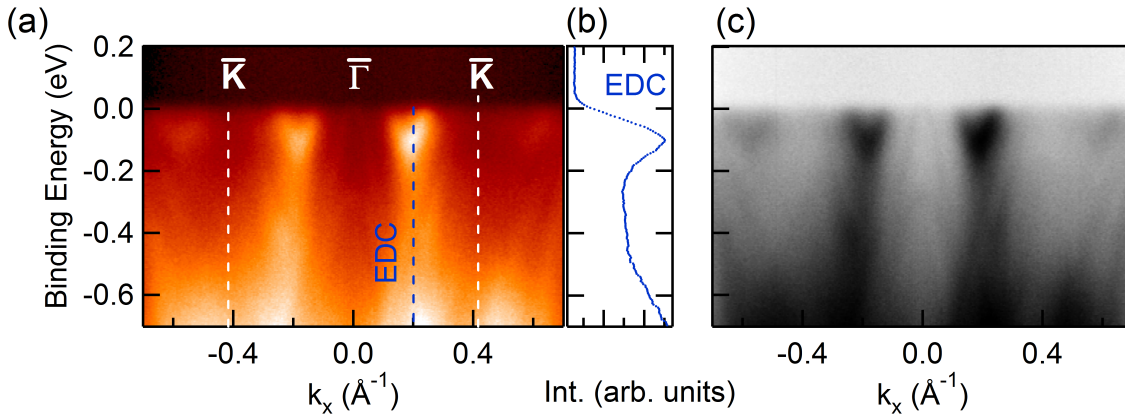 (a)
(b)
(c)
Binding Energy (eV)
0.2
0.0
-0.2
-0.4
-0.6
K̅
Γ̅
K̅
EDC
EDC
-0.4
0.0
0.4
kₓ (Å⁻¹)
Int. (arb. units)
-0.4
0.0
0.4
kₓ (Å⁻¹)